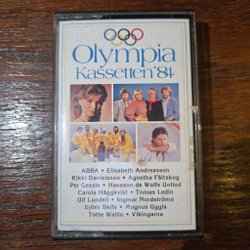 Olympia
Kassetten'84
ABBA • Elisabeth Andreasson
Kikki Danielsson • Agnetha Fältskog
Per Gessle • Hansson de Wolfe United
Carola Häggkvist • Tomas Ledin
Ulf Lundell • Ingmar Nordströms
Björn Skifs • Magnus Uggla
Totte Wallin • Vikingarna